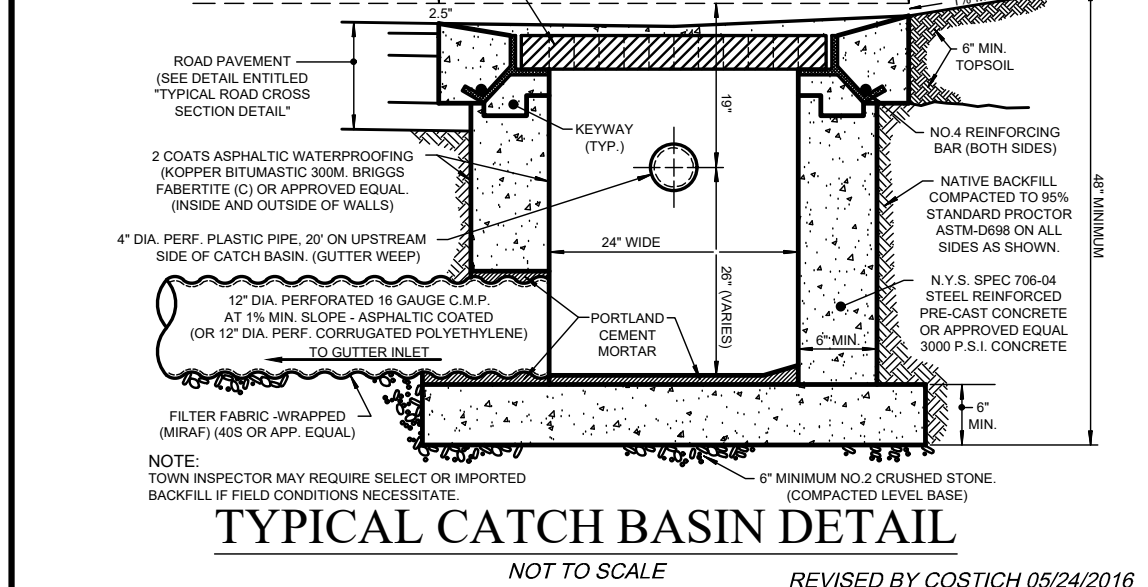 2.5"
ROAD PAVEMENT
(SEE DETAIL ENTITLED
"TYPICAL ROAD CROSS
SECTION DETAIL"
6" MIN.
TOPSOIL
19"
KEYWAY
(TYP.)
NO.4 REINFORCING
BAR (BOTH SIDES)
2 COATS ASPHALTIC WATERPROOFING
(KOPPER BITUMASTIC 300M. BRIGGS
FABERTITE (C) OR APPROVED EQUAL.
(INSIDE AND OUTSIDE OF WALLS)
NATIVE BACKFILL
COMPACTED TO 95%
STANDARD PROCTOR
ASTM-D698 ON ALL
SIDES AS SHOWN.
48" MINIMUM
4" DIA. PERF. PLASTIC PIPE, 20' ON UPSTREAM
SIDE OF CATCH BASIN. (GUTTER WEEP)
24" WIDE
26" (VARIES)
12" DIA. PERFORATED 16 GAUGE C.M.P.
AT 1% MIN. SLOPE - ASPHALTIC COATED
(OR 12" DIA. PERF. CORRUGATED POLYETHYLENE)
TO GUTTER INLET
PORTLAND
CEMENT
MORTAR
6" MIN.
N.Y.S. SPEC 706-04
STEEL REINFORCED
PRE-CAST CONCRETE
OR APPROVED EQUAL
3000 P.S.I. CONCRETE
FILTER FABRIC -WRAPPED
(MIRAF) (40S OR APP. EQUAL)
6"
MIN.
NOTE:
TOWN INSPECTOR MAY REQUIRE SELECT OR IMPORTED
BACKFILL IF FIELD CONDITIONS NECESSITATE.
6" MINIMUM NO.2 CRUSHED STONE.
(COMPACTED LEVEL BASE)
TYPICAL CATCH BASIN DETAIL
NOT TO SCALE
REVISED BY COSTICH 05/24/2016